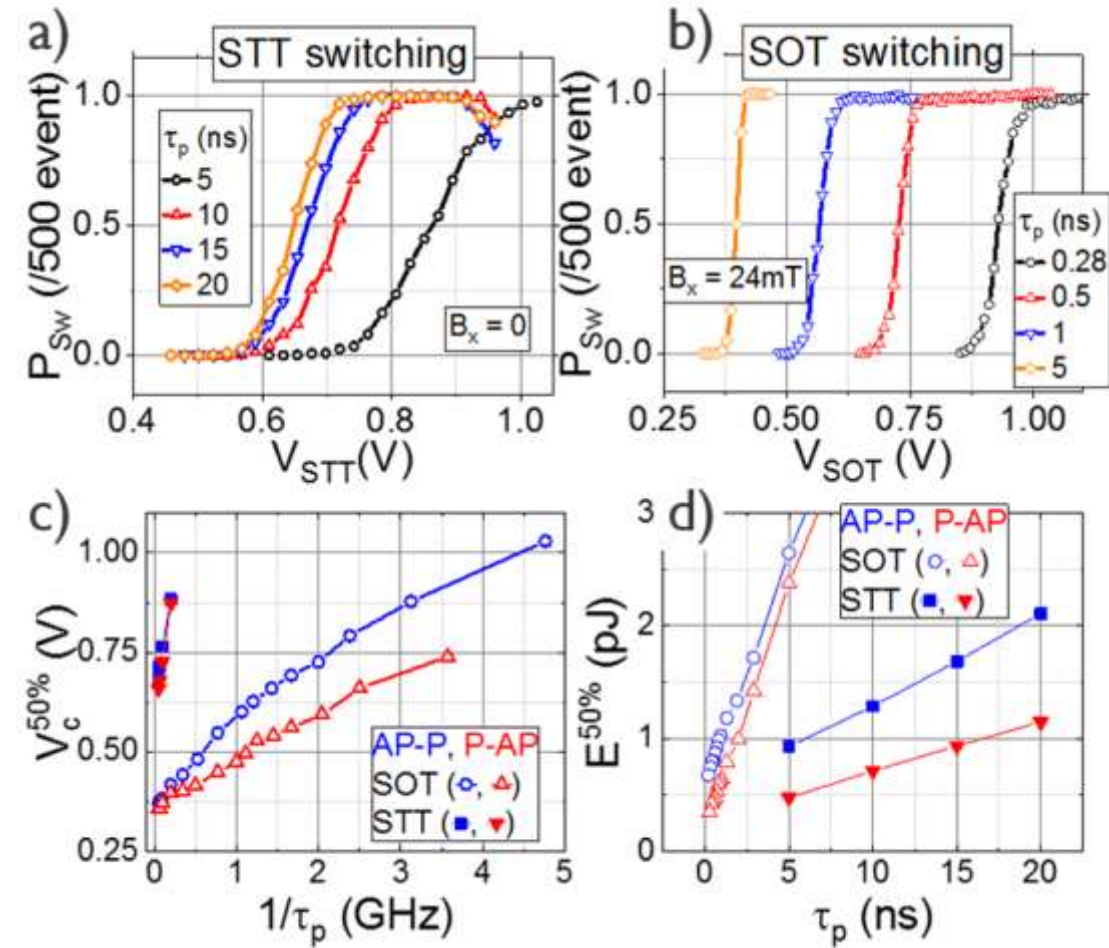 a)
STT switching
P_Sw (/500 event)
1.0
0.5
0.0
τ_p (ns)
5
10
15
20
B_x = 0
0.4 0.6 0.8 1.0
V_STT(V)
b)
SOT switching
P_Sw (/500 event)
1.0
0.5
0.0
B_x = 24mT
τ_p (ns)
0.28
0.5
1
5
0.25 0.50 0.75 1.00
V_SOT (V)
c)
V_c^50% (V)
1.00
0.75
0.50
0.25
AP-P, P-AP
SOT (○, △)
STT (■, ▼)
0 1 2 3 4 5
1/τ_p (GHz)
d)
E^50% (pJ)
3
2
1
0
AP-P, P-AP
SOT (○, △)
STT (■, ▼)
0 5 10 15 20
τ_p (ns)